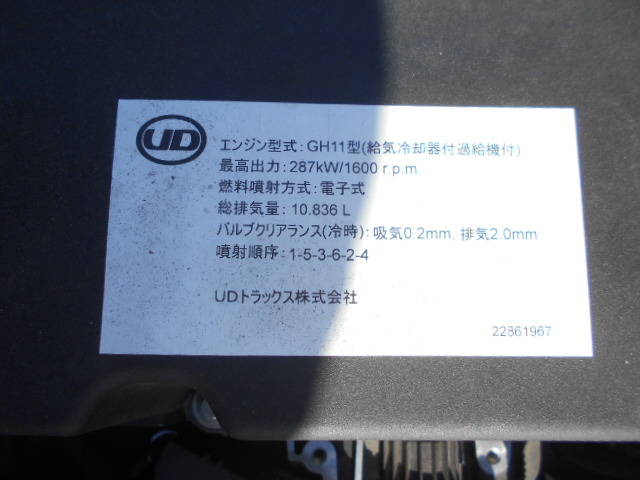 UD
エンジン型式:GH11型(給気冷却器付過給機付)
最高出力:287kW/1600 r.p.m.
燃料噴射方式:電子式
総排気量:10.836 L
バルブクリアランス(冷時):吸気0.2mm, 排気2.0mm
噴射順序:1-5-3-6-2-4
UDトラックス株式会社
22861967